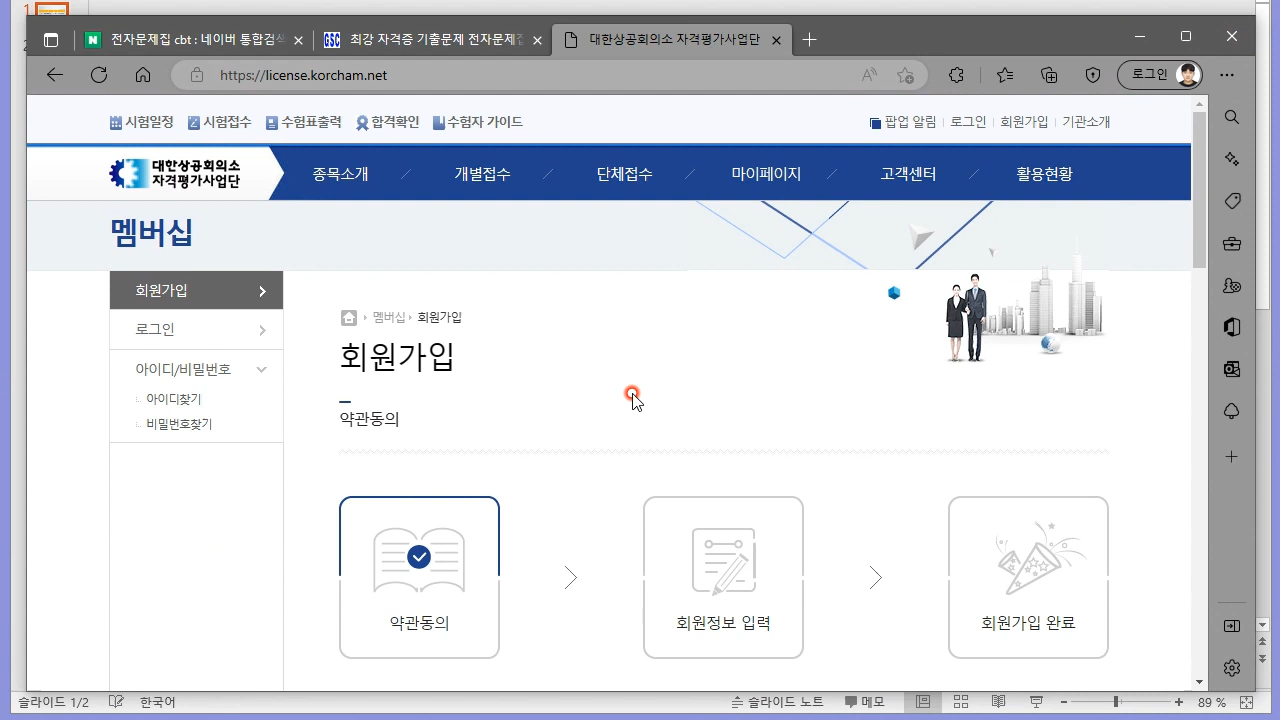 1
전자문제집 cbt : 네이버 통합검색
최강 자격증 기출문제 전자문제집
대한상공회의소 자격평가사업단
https://license.korcham.net
로그인
시험일정 시험접수 수험표출력 합격확인 수험자 가이드
팝업 알림 로그인 회원가입 기관소개
대한상공회의소
자격평가사업단
종목소개 개별접수 단체접수 마이페이지 고객센터 활용현황
멤버십
회원가입
로그인
아이디/비밀번호
아이디찾기
비밀번호찾기
멤버십 회원가입
회원가입
약관동의
약관동의
회원정보 입력
회원가입 완료
슬라이드 1/2 한국어 슬라이드 노트 메모 89 %